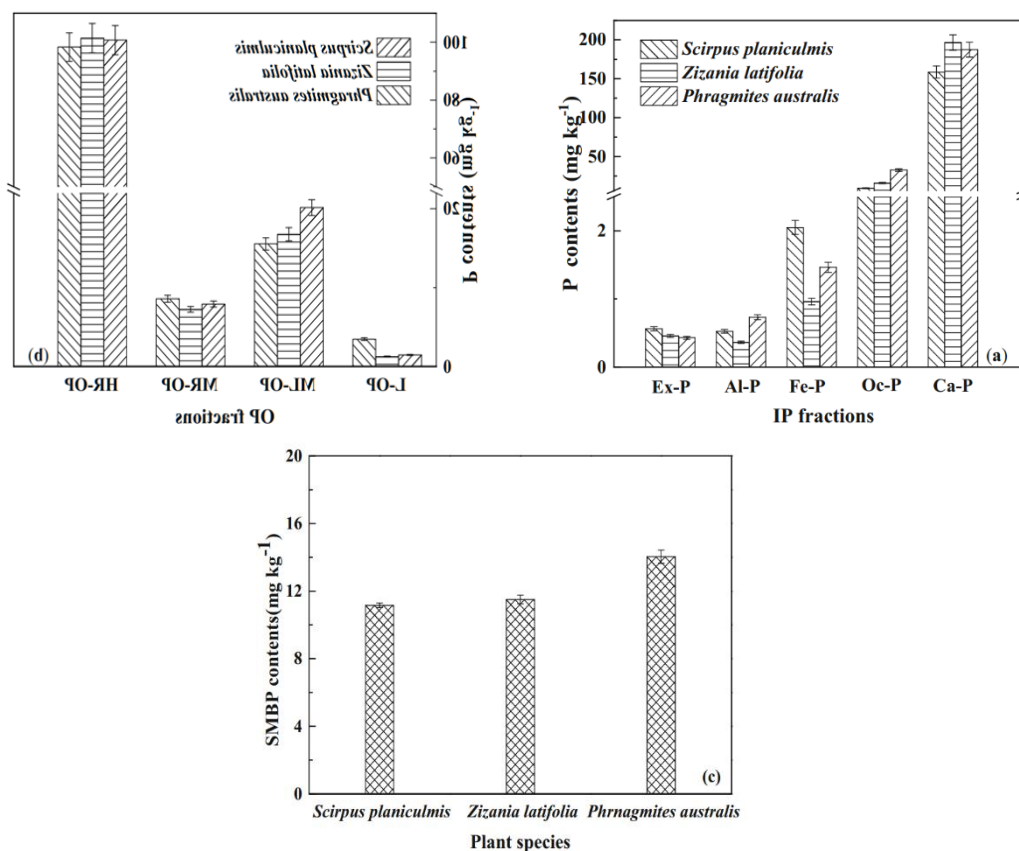 Scirpus planiculmis
Zizania latifolia
Phragmites australis
100
80
60
20
0
P contents (mg kg-1)
HR-OP MR-OP ML-OP L-OP
OP fractions
(b)
Scirpus planiculmis
Zizania latifolia
Phragmites australis
200
150
100
50
2
0
P contents (mg kg-1)
Ex-P Al-P Fe-P Oc-P Ca-P
IP fractions
(a)
20
16
12
8
4
0
SMBP contents(mg kg-1)
(c)
Scirpus planiculmis Zizania latifolia Phrnagmites australis
Plant species